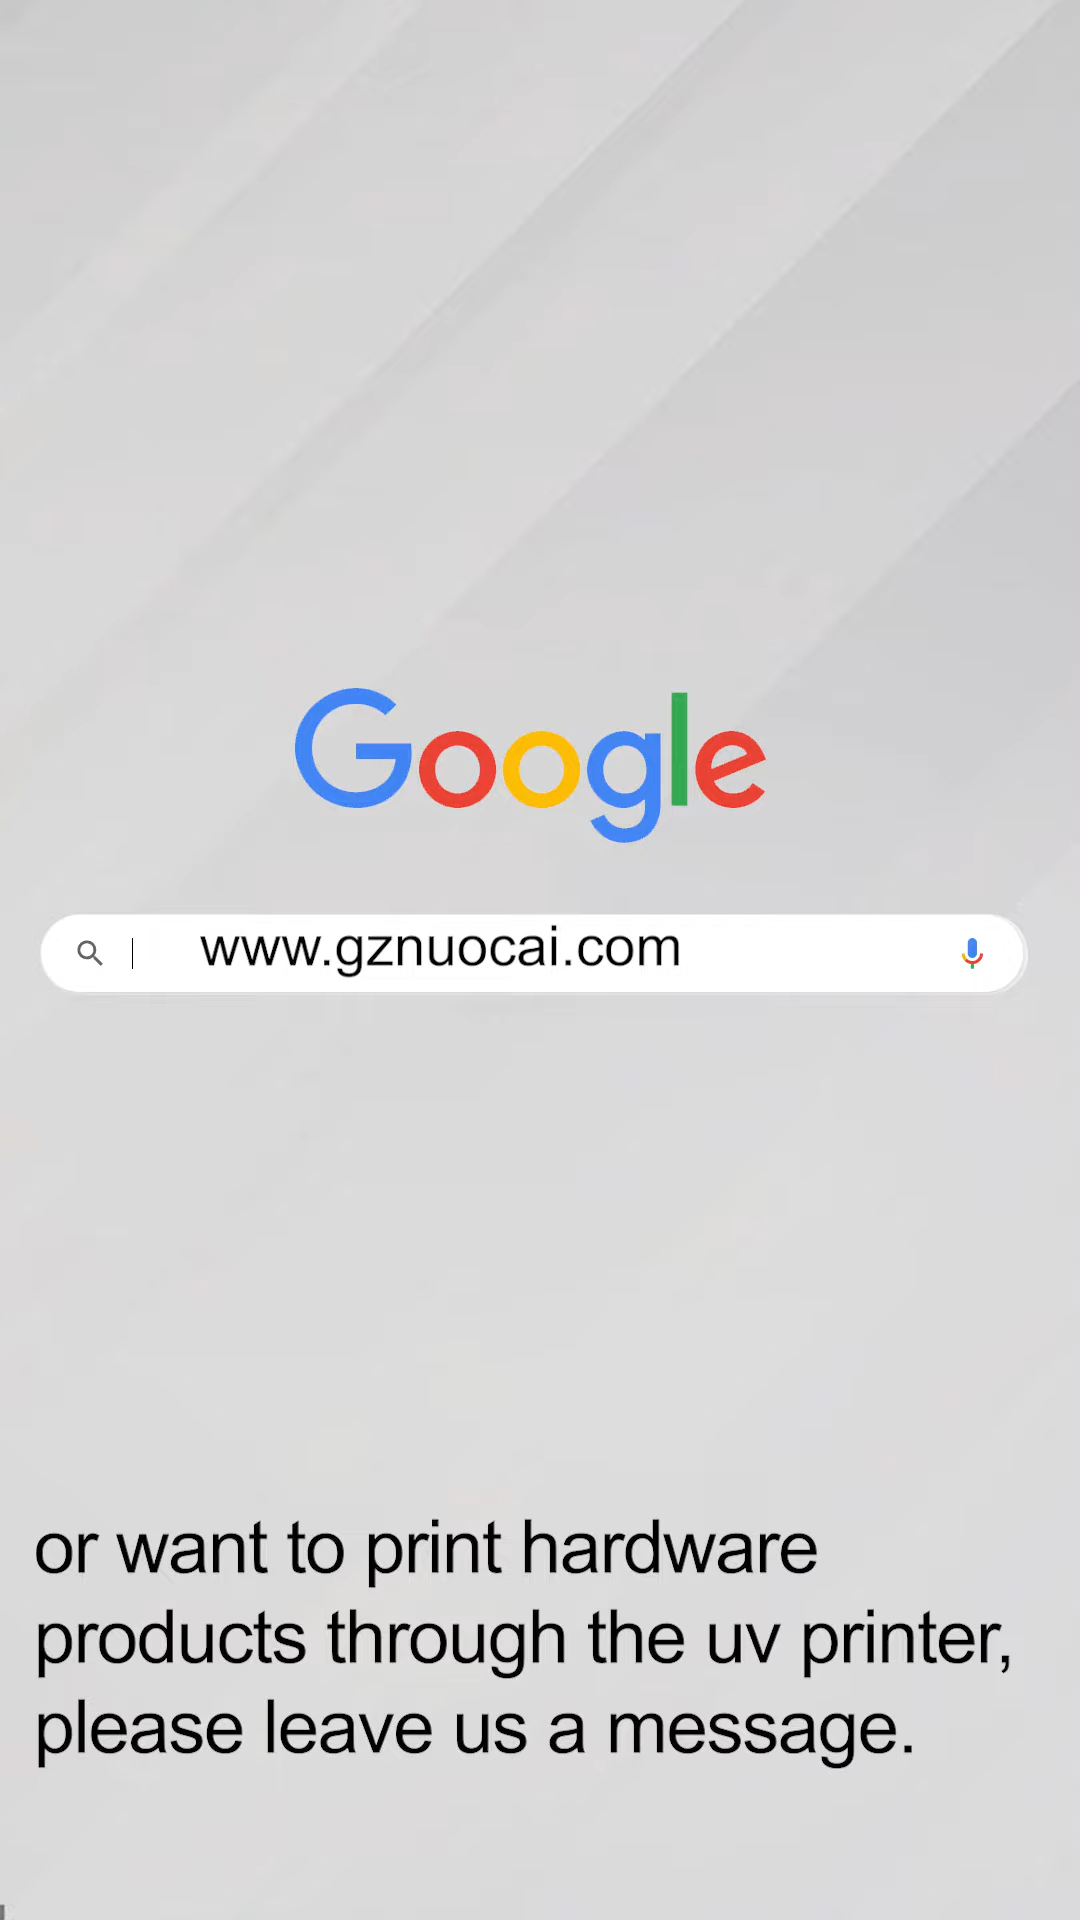 Google
www.gznuocai.com
or want to print hardware
products through the uv printer,
please leave us a message.